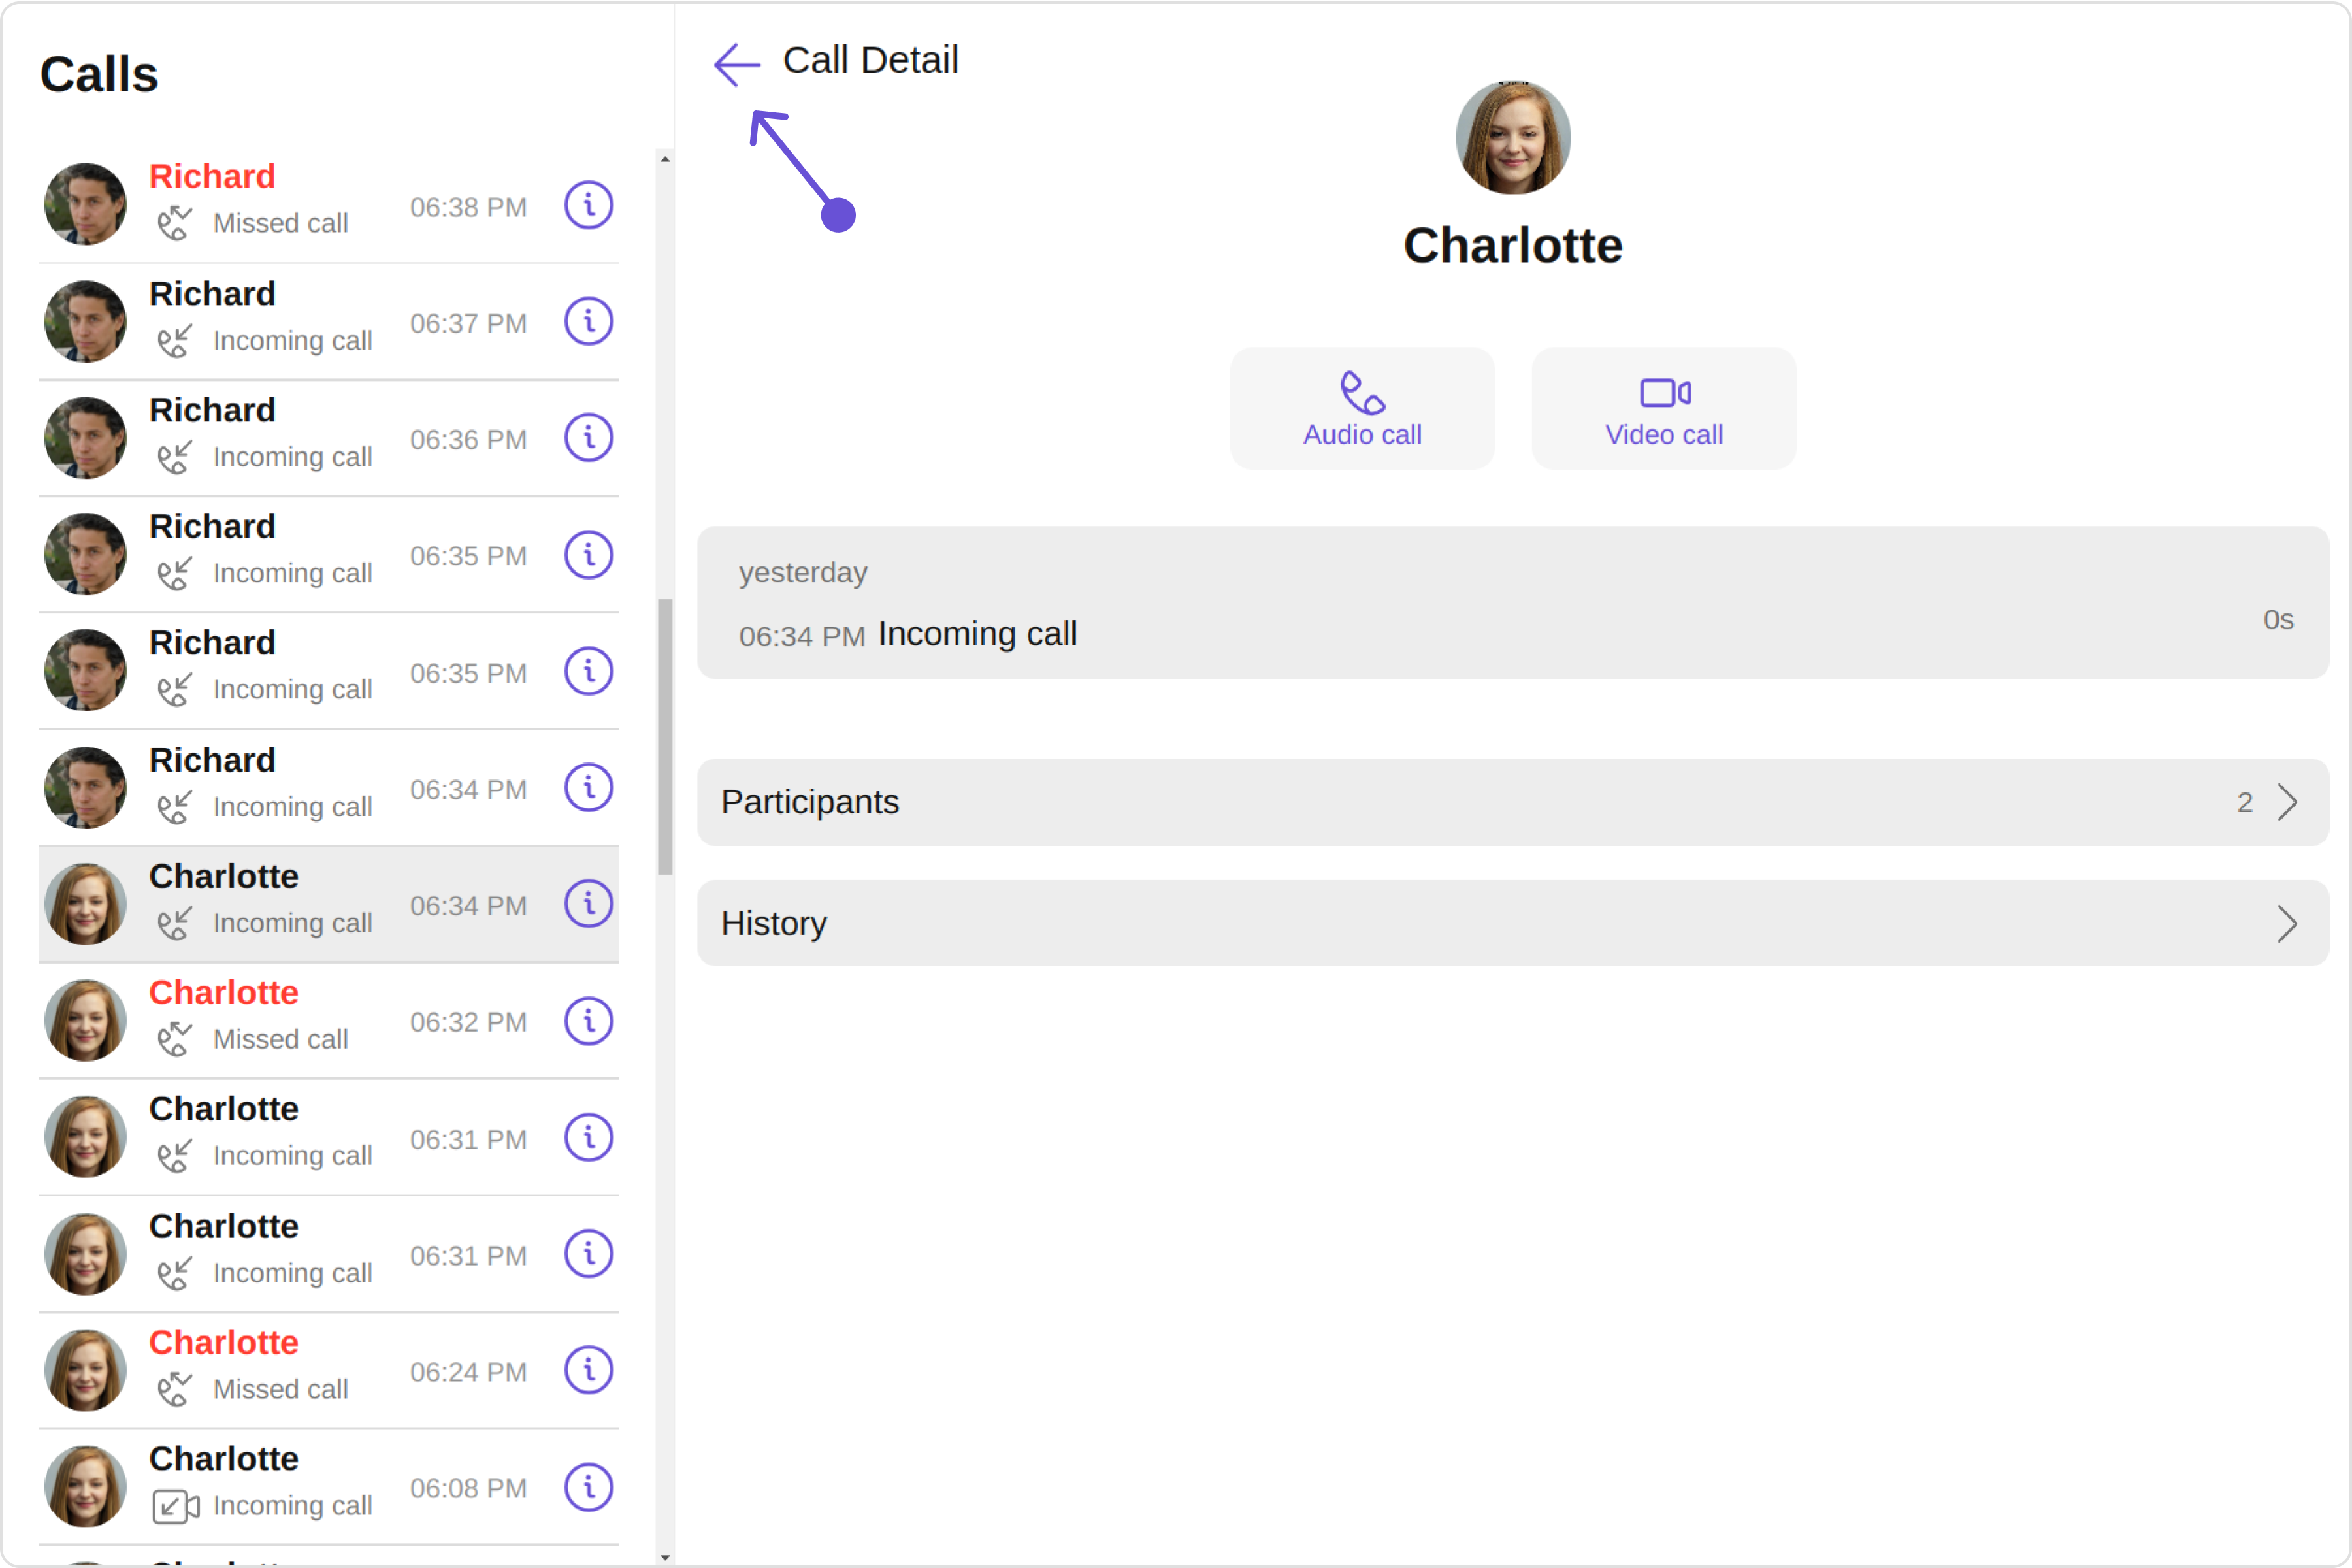 Calls
Richard
Missed call
06:38 PM
Richard
Incoming call
06:37 PM
Richard
Incoming call
06:36 PM
Richard
Incoming call
06:35 PM
Richard
Incoming call
06:35 PM
Richard
Incoming call
06:34 PM
Charlotte
Incoming call
06:34 PM
Charlotte
Missed call
06:32 PM
Charlotte
Incoming call
06:31 PM
Charlotte
Incoming call
06:31 PM
Charlotte
Missed call
06:24 PM
Charlotte
Incoming call
06:08 PM
Call Detail
Charlotte
Audio call
Video call
yesterday
06:34 PM Incoming call
0s
Participants
2
History